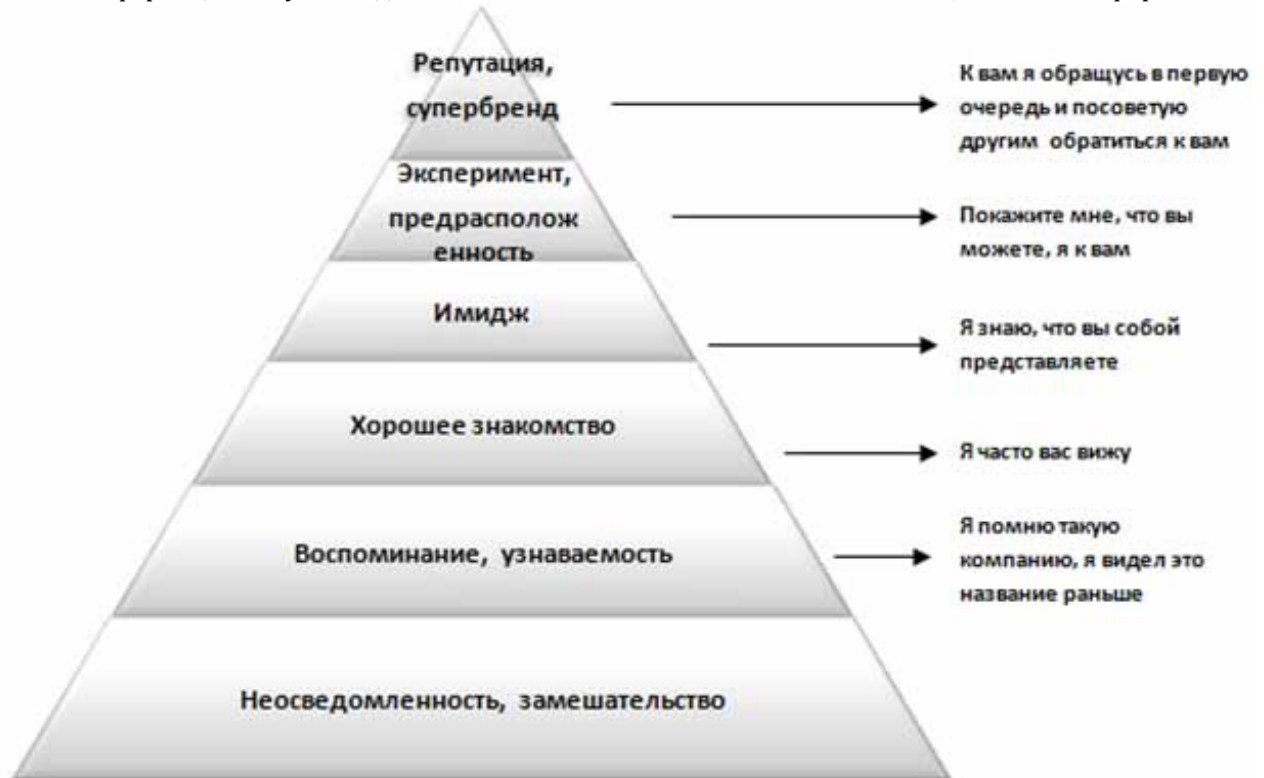 Репутация,
супербренд
К вам я обращусь в первую
очередь и посоветую
другим обратиться к вам
Эксперимент,
предрасполож
енность
Покажите мне, что вы
можете, я к вам
Имидж
Я знаю, что вы собой
представляете
Хорошее знакомство
Я часто вас вижу
Воспоминание, узнаваемость
Я помню такую
компанию, я видел это
название раньше
Неосведомленность, замешательство